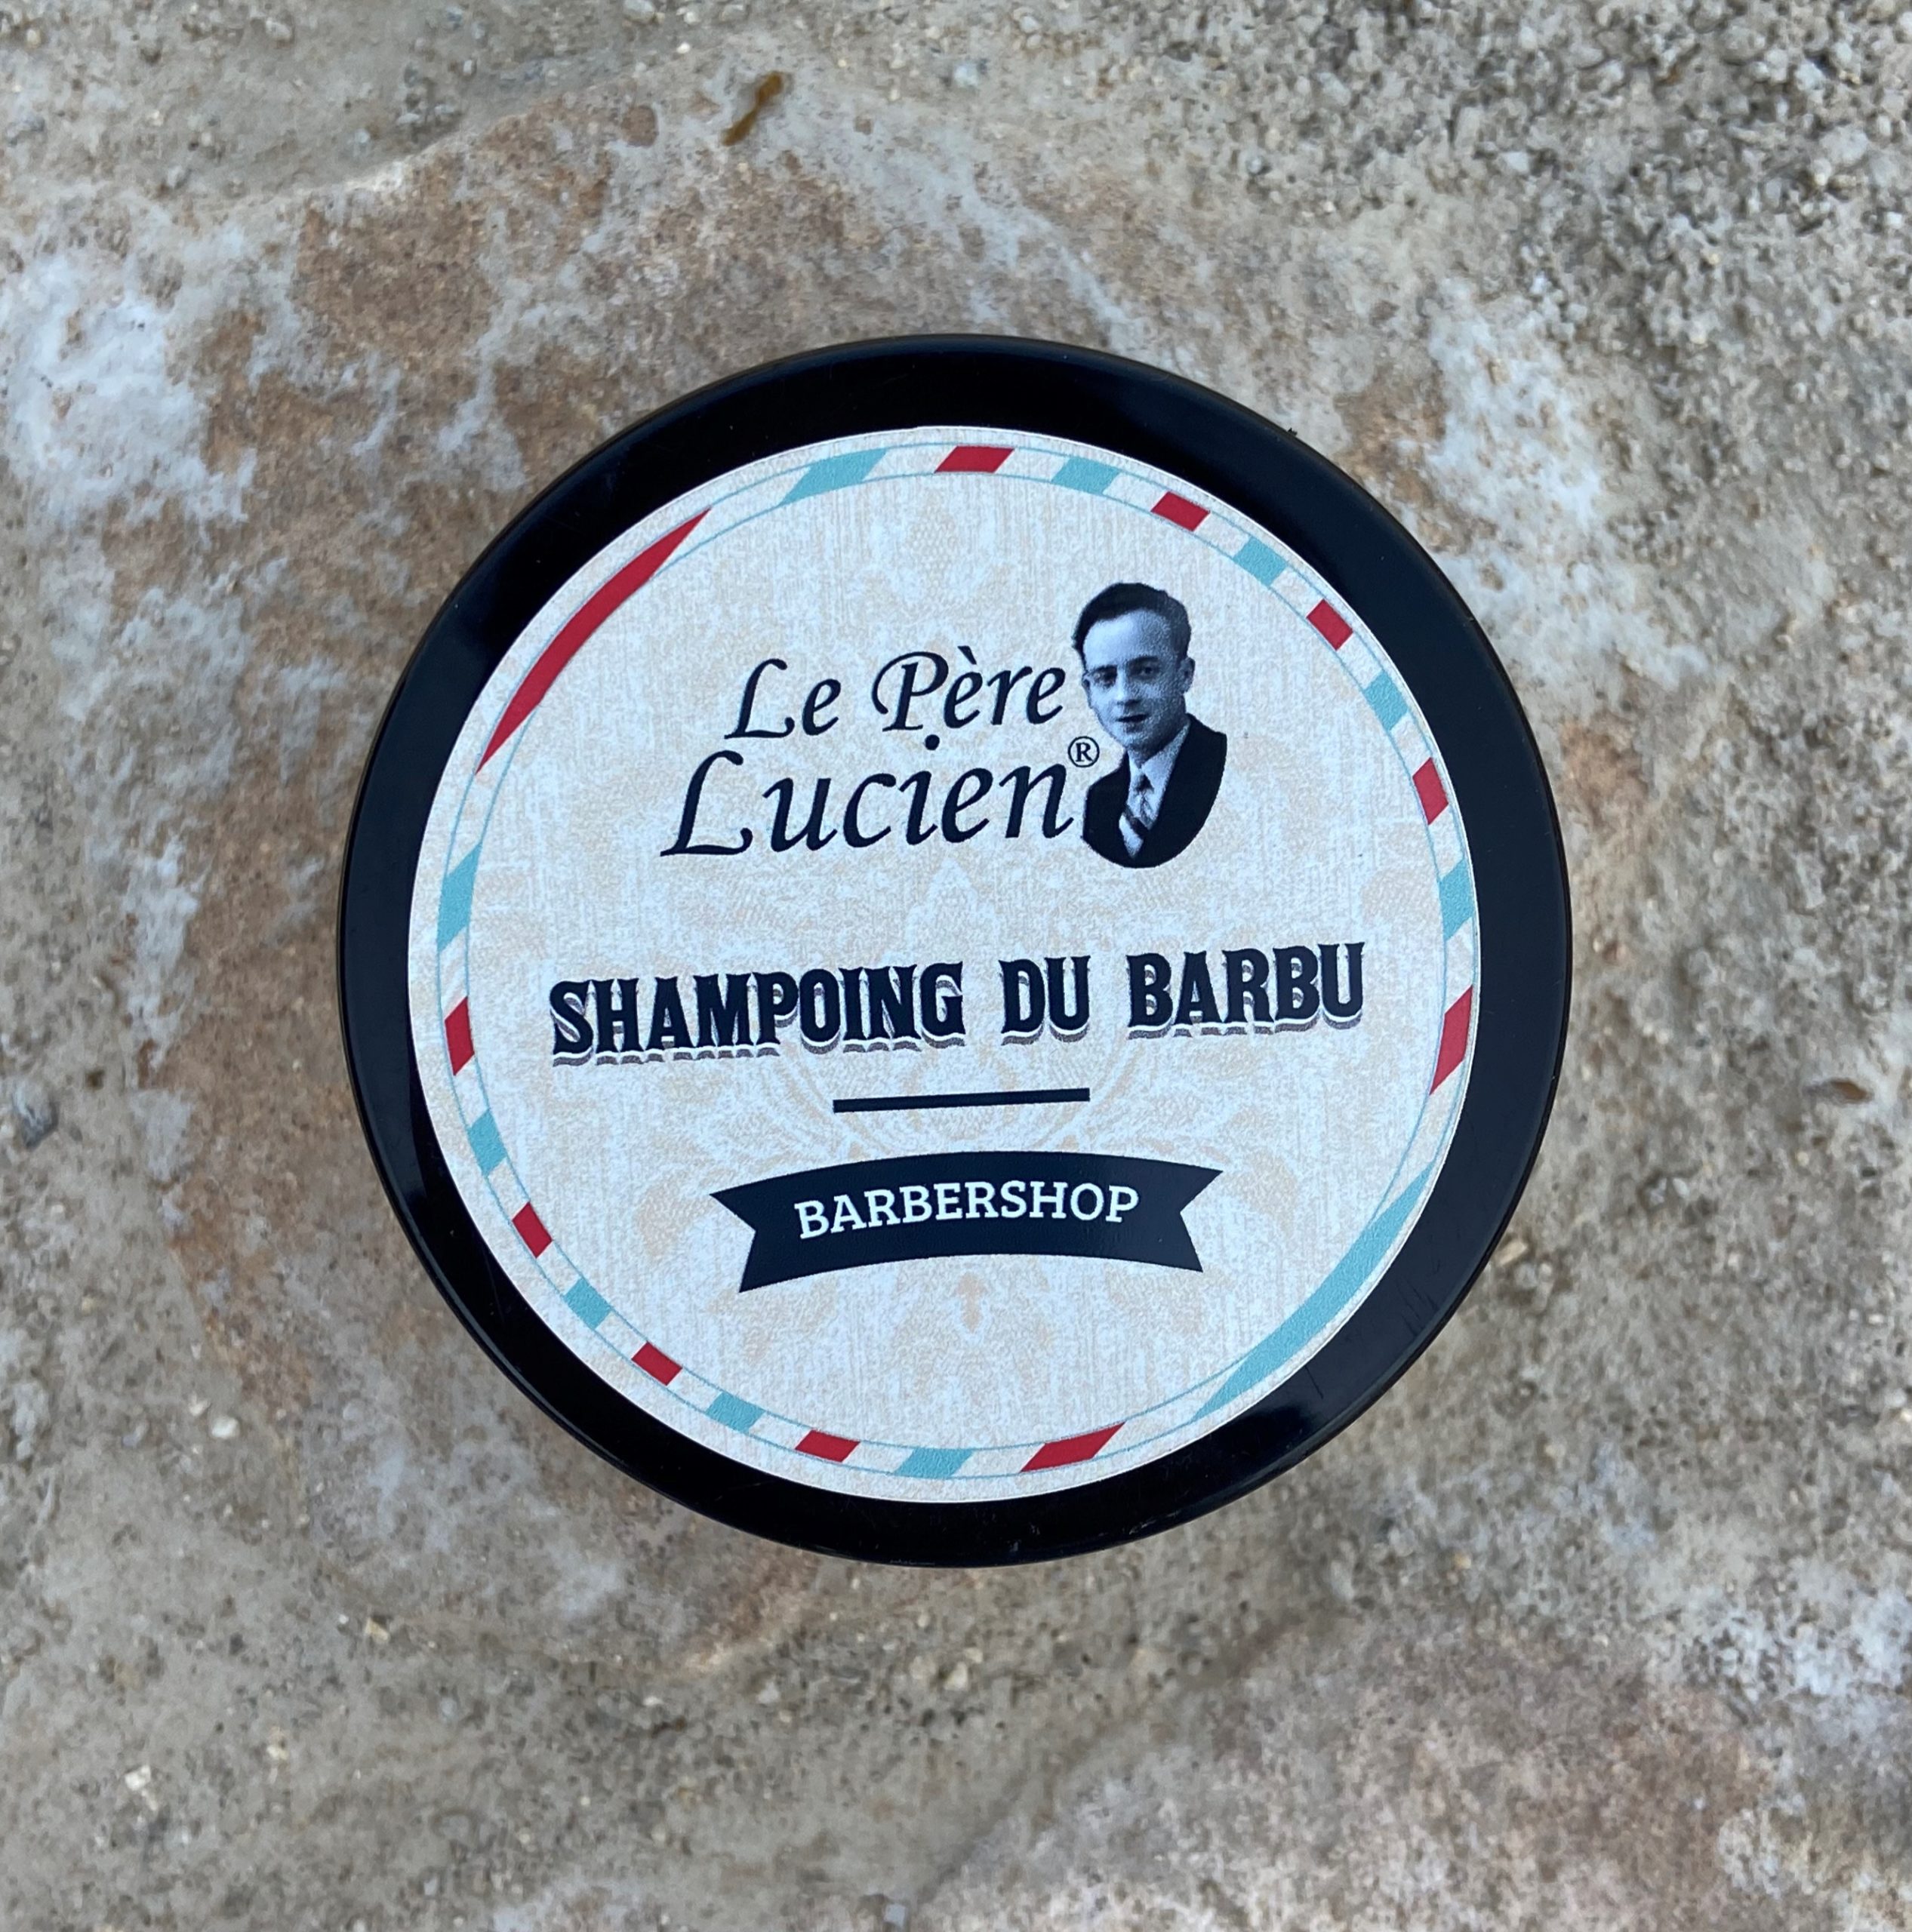 Le Père
Lucien®
SHAMPOING DU BARBU
BARBERSHOP